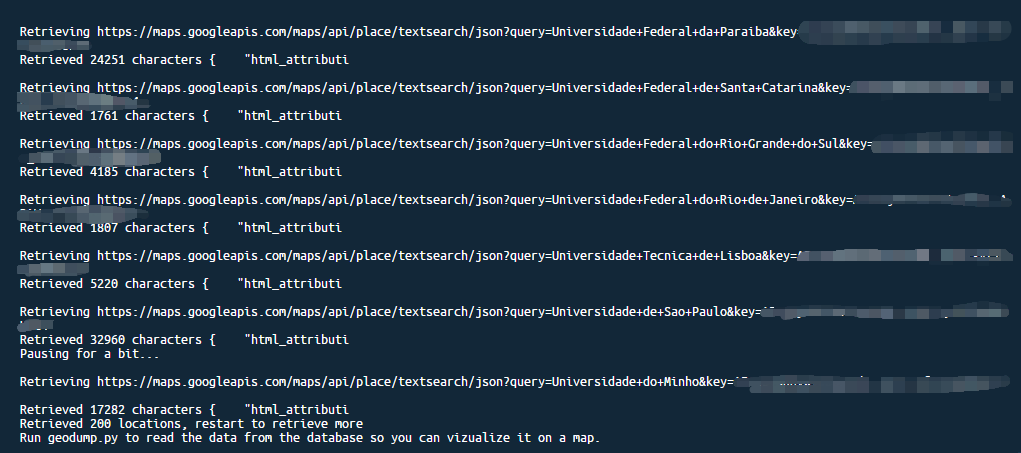 Retrieving https://maps.googleapis.com/maps/api/place/textsearch/json?query=Universidade+Federal+da+Paraiba&key=
Retrieved 24251 characters {    "html_attributi
Retrieving https://maps.googleapis.com/maps/api/place/textsearch/json?query=Universidade+Federal+de+Santa+Catarina&key=
Retrieved 1761 characters {    "html_attributi
Retrieving https://maps.googleapis.com/maps/api/place/textsearch/json?query=Universidade+Federal+do+Rio+Grande+do+Sul&key=
Retrieved 4185 characters {    "html_attributi
Retrieving https://maps.googleapis.com/maps/api/place/textsearch/json?query=Universidade+Federal+do+Rio+de+Janeiro&key=
Retrieved 1807 characters {    "html_attributi
Retrieving https://maps.googleapis.com/maps/api/place/textsearch/json?query=Universidade+Tecnica+de+Lisboa&key=
Retrieved 5220 characters {    "html_attributi
Retrieving https://maps.googleapis.com/maps/api/place/textsearch/json?query=Universidade+de+Sao+Paulo&key=
Retrieved 32960 characters {    "html_attributi
Pausing for a bit...
Retrieving https://maps.googleapis.com/maps/api/place/textsearch/json?query=Universidade+do+Minho&key=
Retrieved 17282 characters {    "html_attributi
Retrieved 200 locations, restart to retrieve more
Run geodump.py to read the data from the database so you can vizualize it on a map.